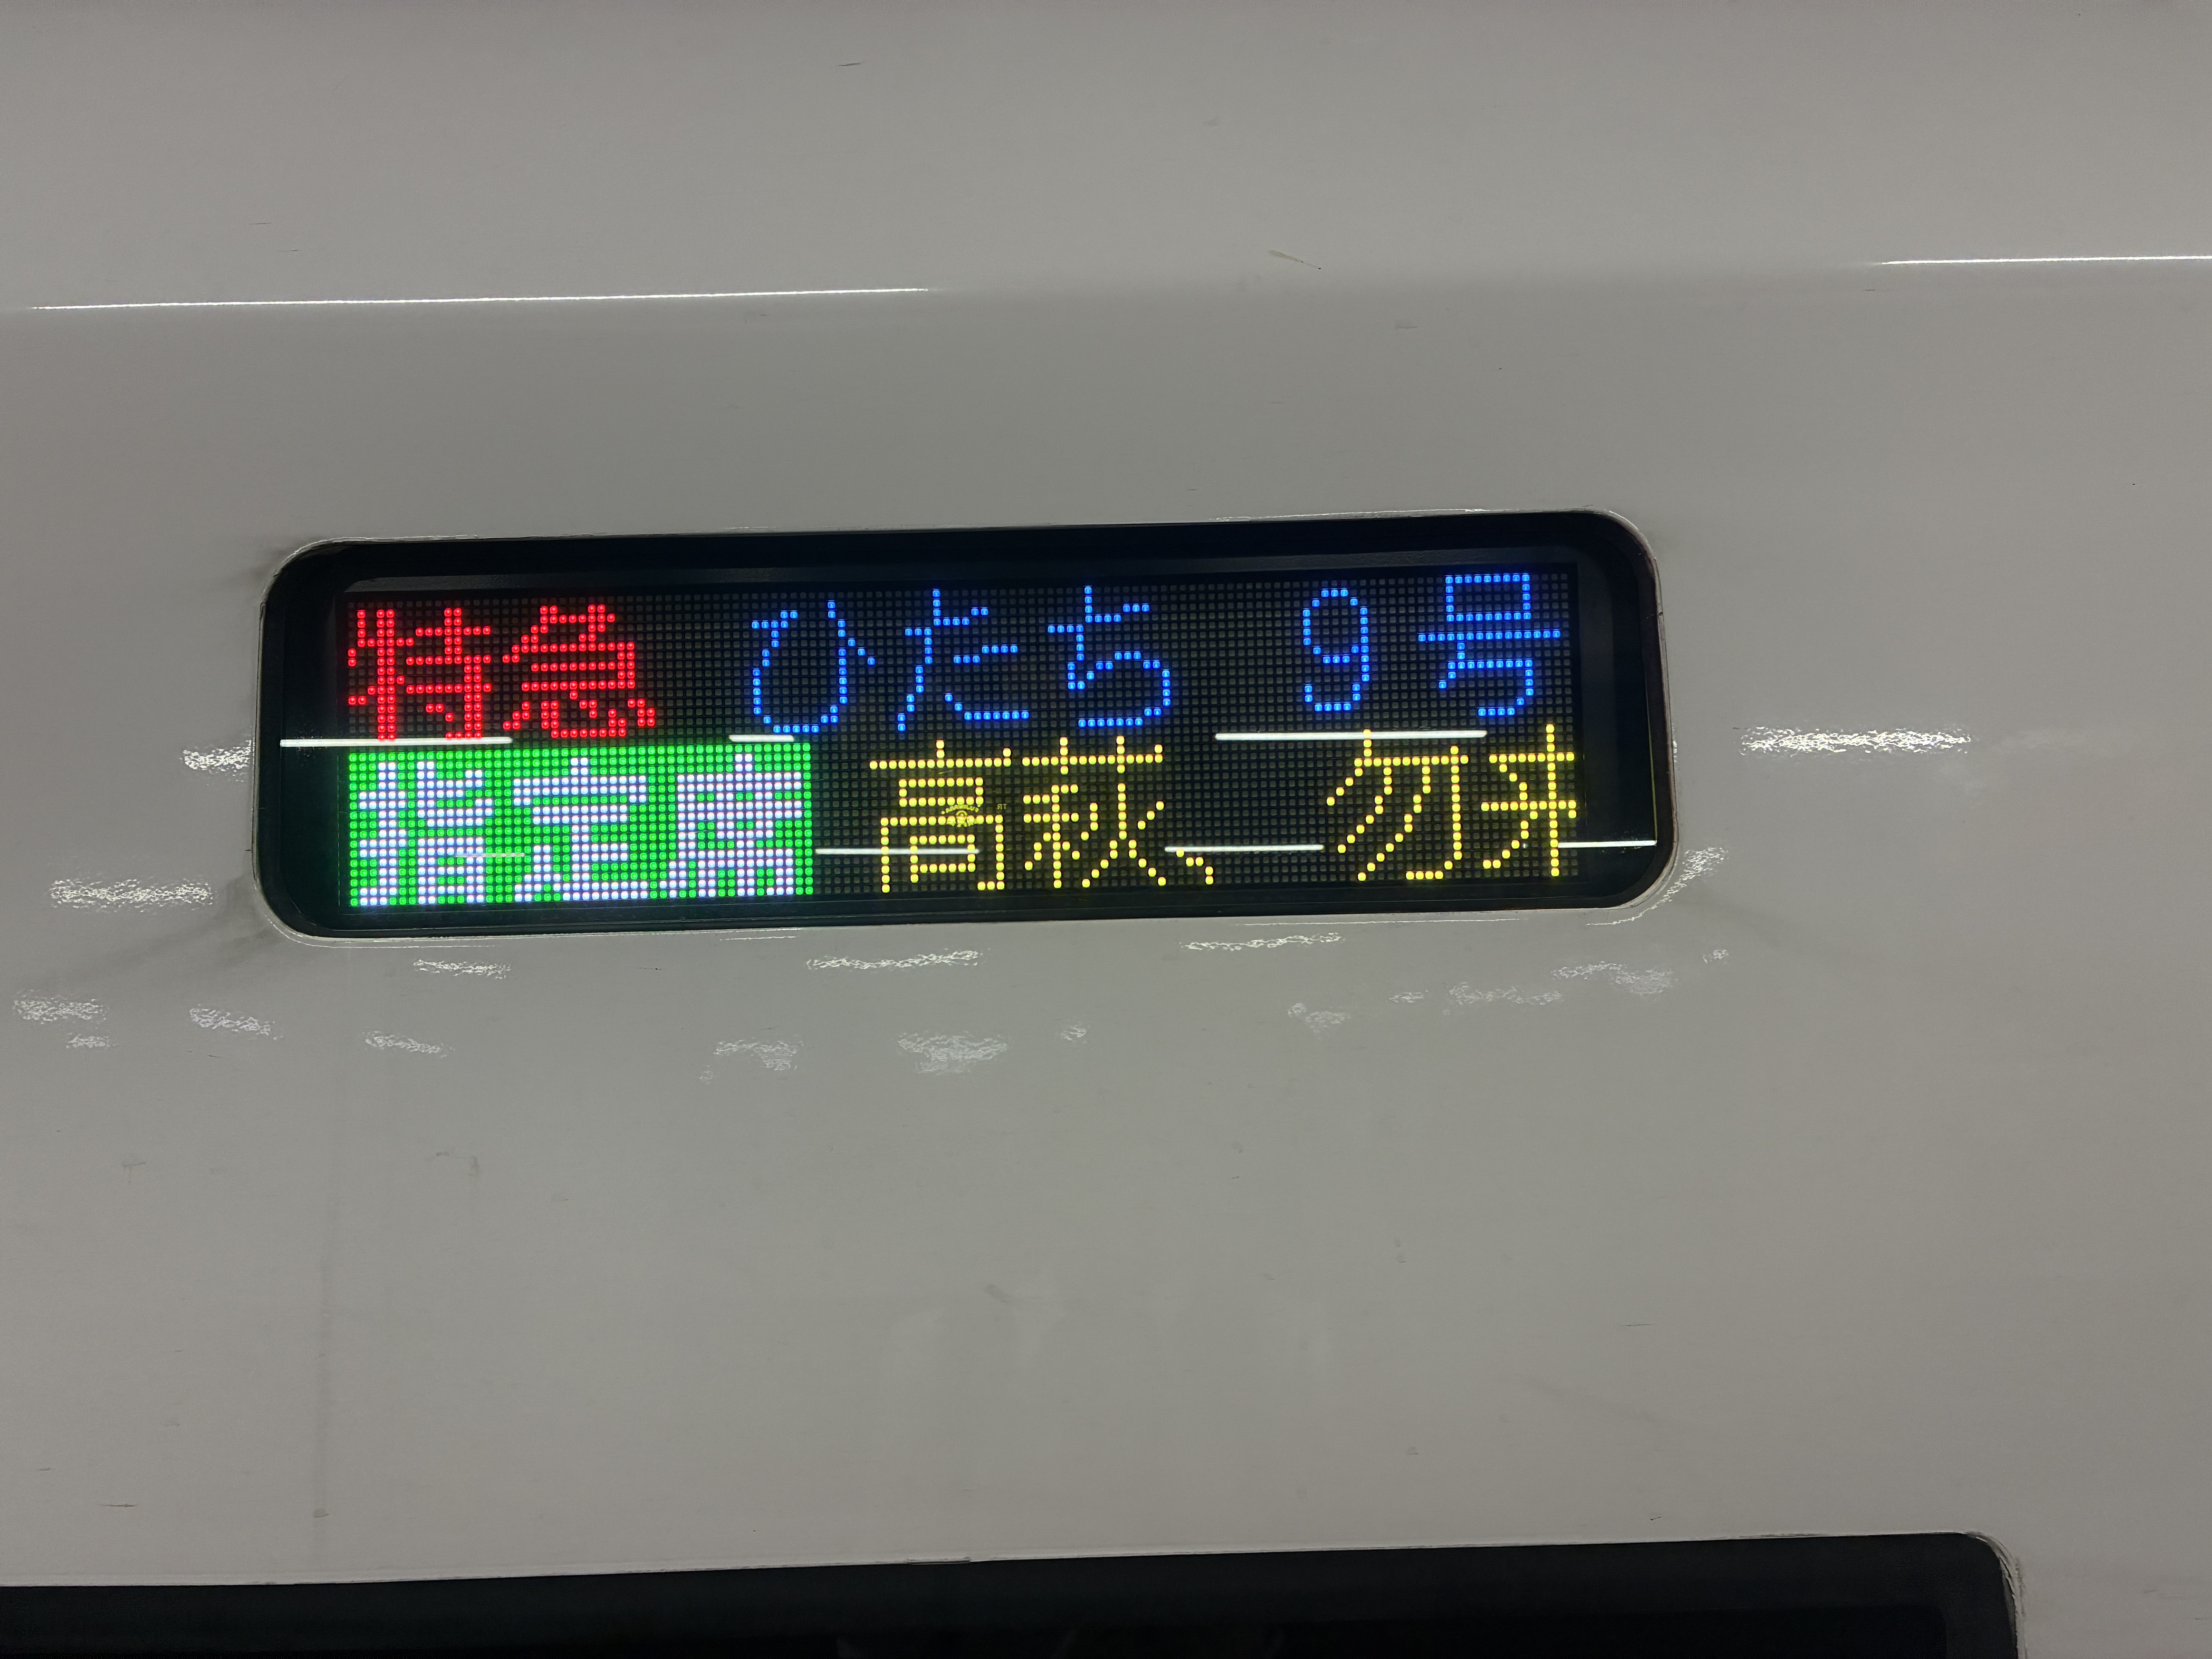 特急 ひたち 9号
指定席 高萩、 勿来